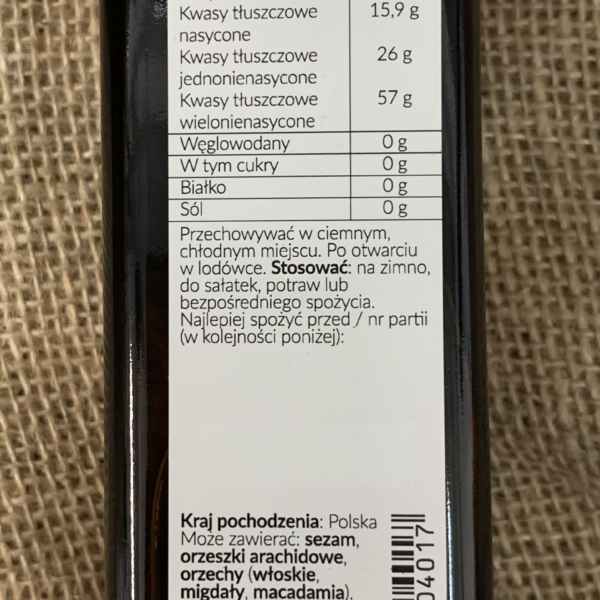 Kwasy tłuszczowe 15,9 g
nasycone
Kwasy tłuszczowe 26 g
jednonienasycone
Kwasy tłuszczowe 57 g
wielonienasycone
Węglowodany 0 g
W tym cukry 0 g
Białko 0 g
Sól 0 g
Przechowywać w ciemnym,
chłodnym miejscu. Po otwarciu
w lodówce. Stosować: na zimno,
do sałatek, potraw lub
bezpośredniego spożycia.
Najlepiej spożyć przed / nr partii
(w kolejności poniżej):
Kraj pochodzenia: Polska
Może zawierać: sezam,
orzeszki arachidowe,
orzechy (włoskie,
migdały, macadamia).
04017